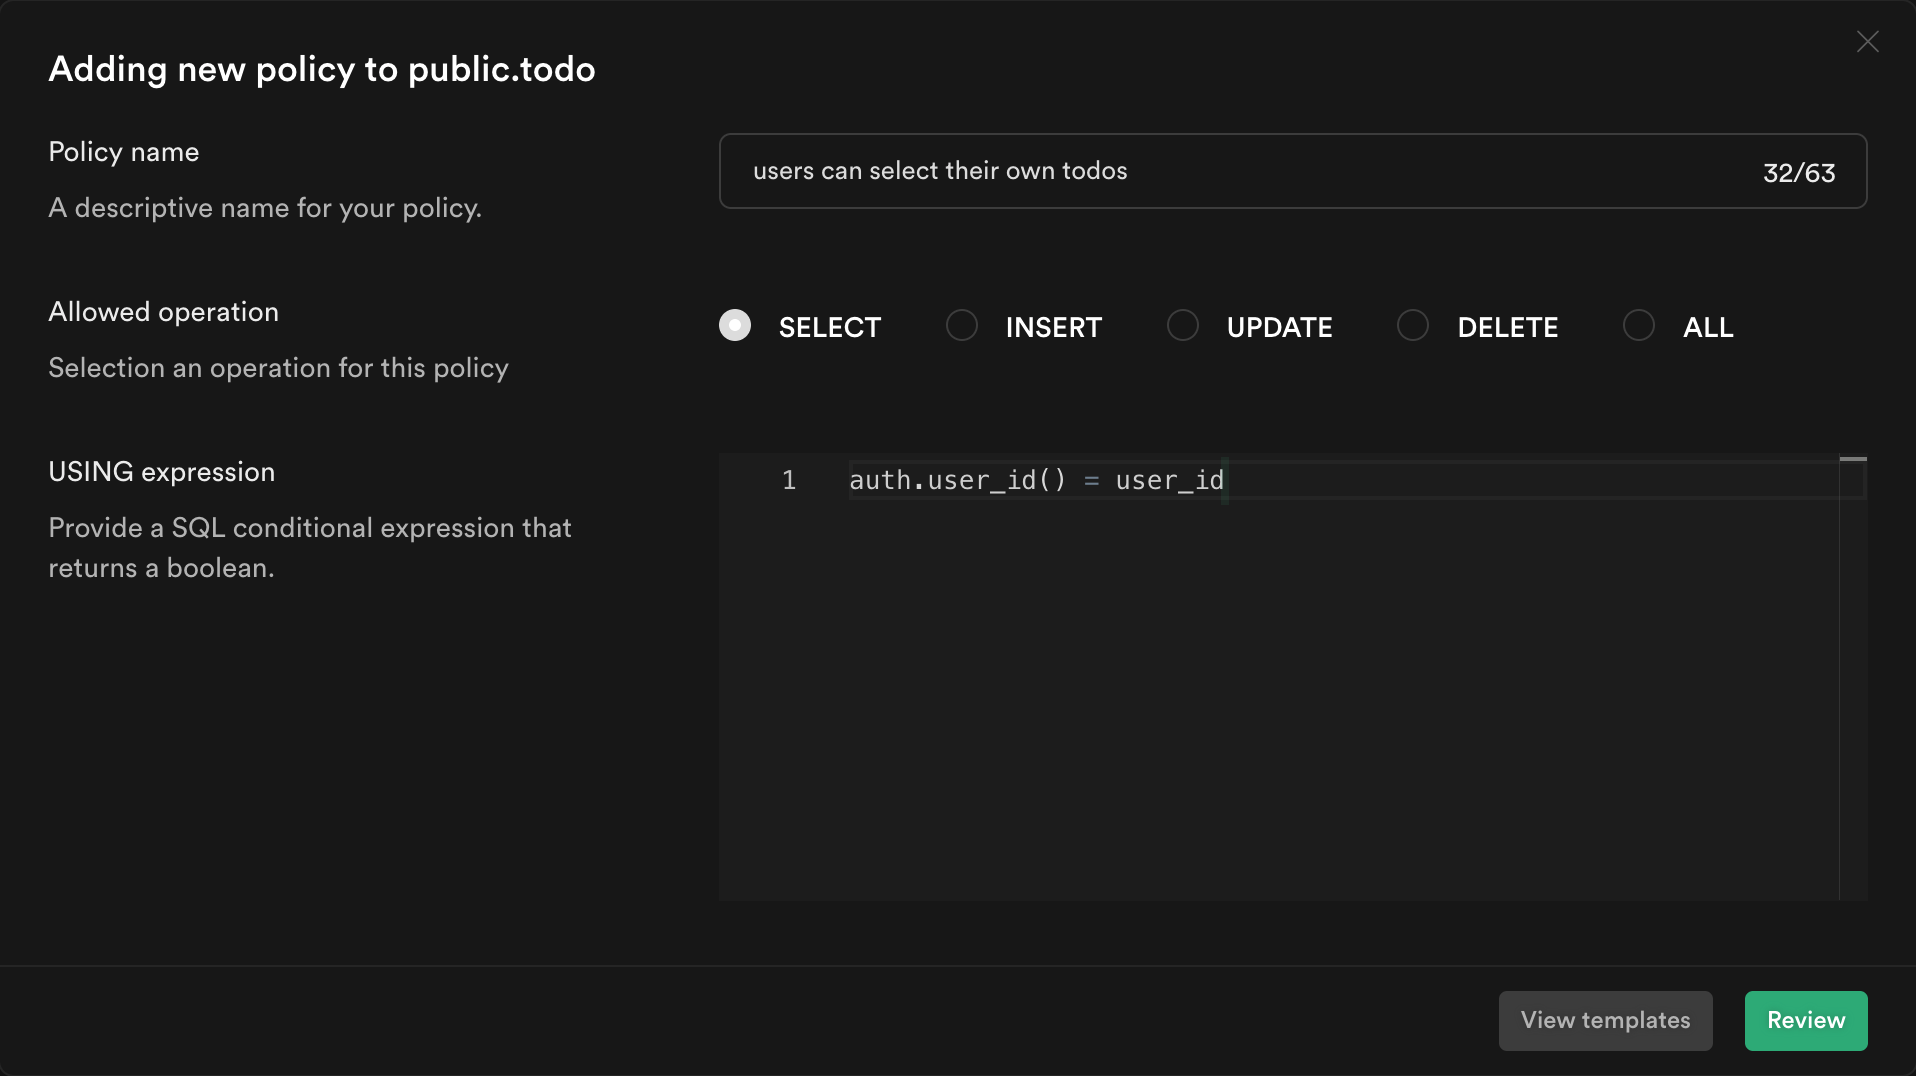 Adding new policy to public.todo
Policy name
A descriptive name for your policy.
users can select their own todos
32/63
Allowed operation
Selection an operation for this policy
SELECT
INSERT
UPDATE
DELETE
ALL
USING expression
Provide a SQL conditional expression that
returns a boolean.
1
auth.user_id() = user_id
View templates
Review